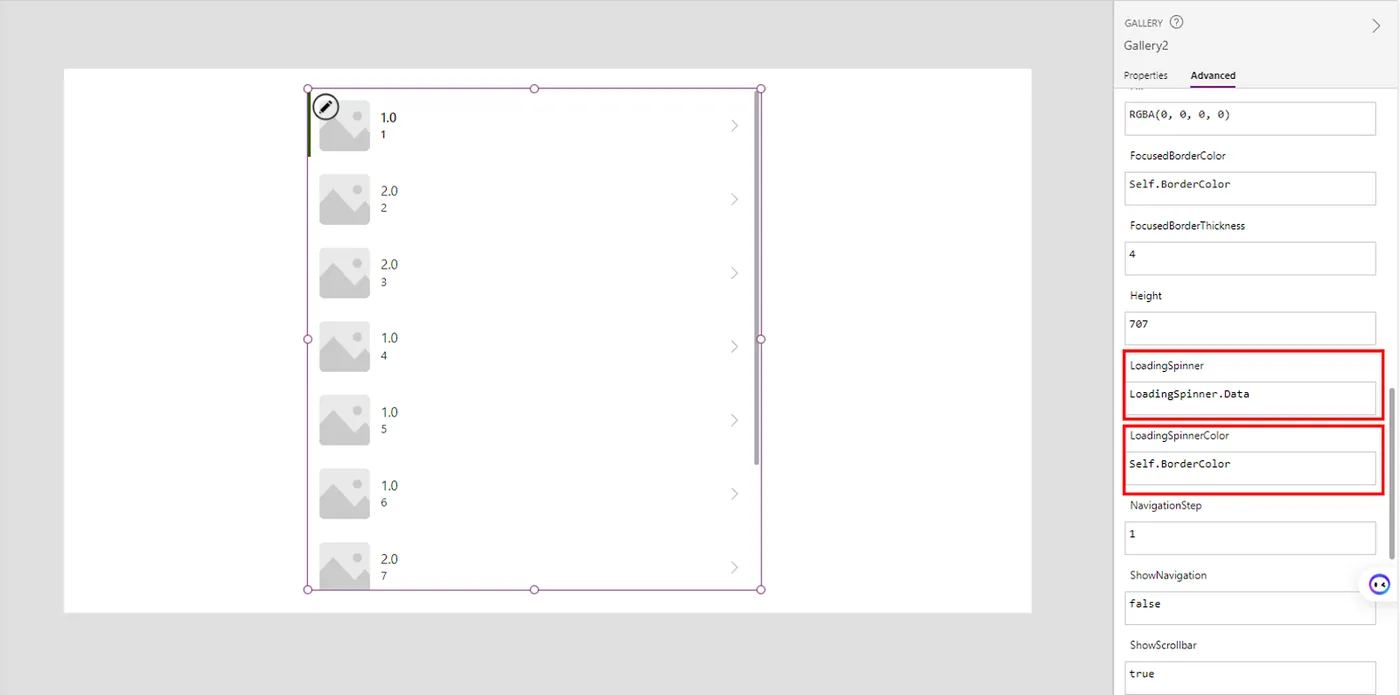 1.0
1
2.0
2
2.0
3
1.0
4
1.0
5
1.0
6
2.0
7
GALLERY ?
Gallery2
Properties Advanced
RGBA(0, 0, 0, 0)
FocusedBorderColor
Self.BorderColor
FocusedBorderThickness
4
Height
707
LoadingSpinner
LoadingSpinner.Data
LoadingSpinnerColor
Self.BorderColor
NavigationStep
1
ShowNavigation
false
ShowScrollbar
true